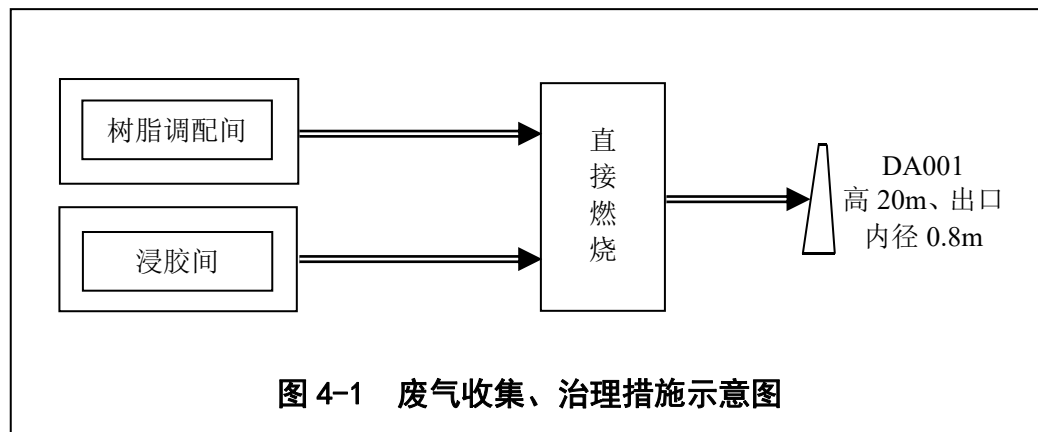 树脂调配间
浸胶间
直
接
燃
烧
DA001
高 20m、出口
内径 0.8m
图 4-1 废气收集、治理措施示意图